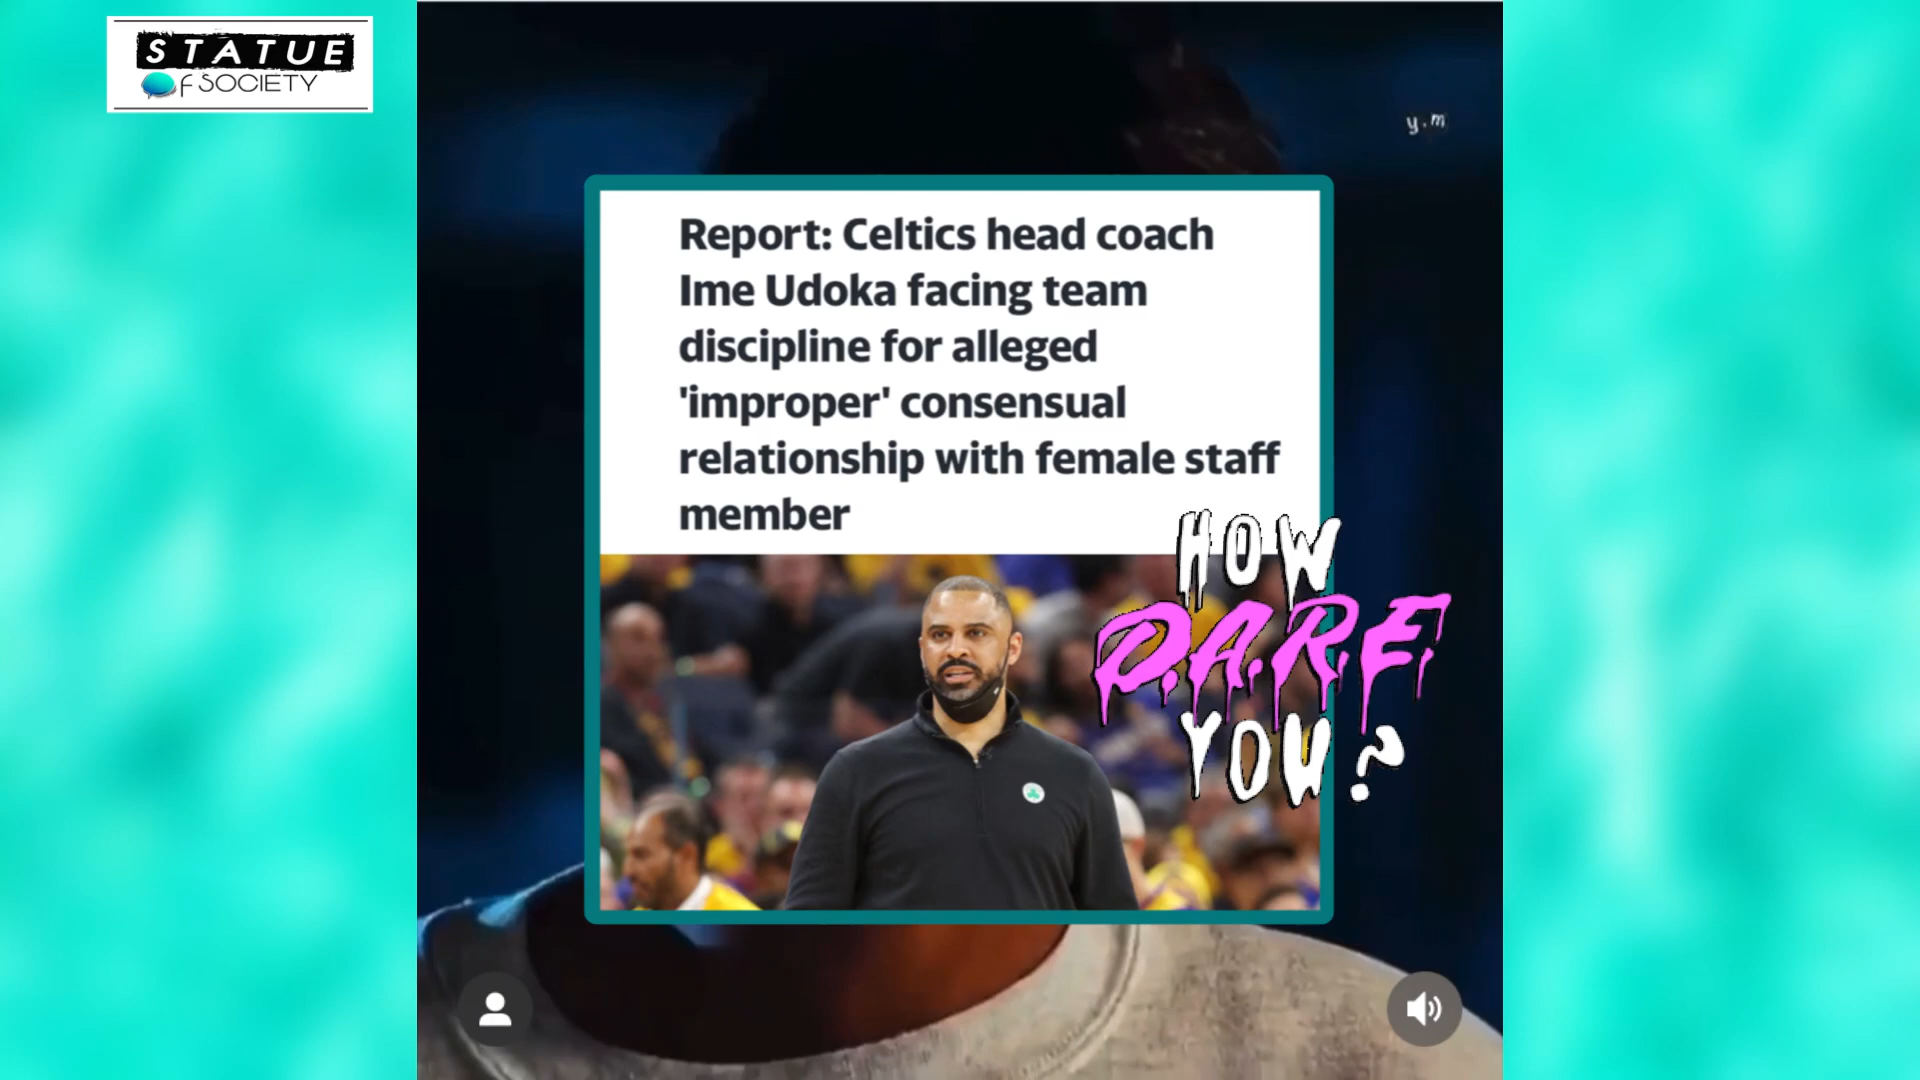 STATUE
OF SOCIETY
y.m
Report: Celtics head coach
Ime Udoka facing team
discipline for alleged
'improper' consensual
relationship with female staff
member
HOW
D.A.R.E
YOU?